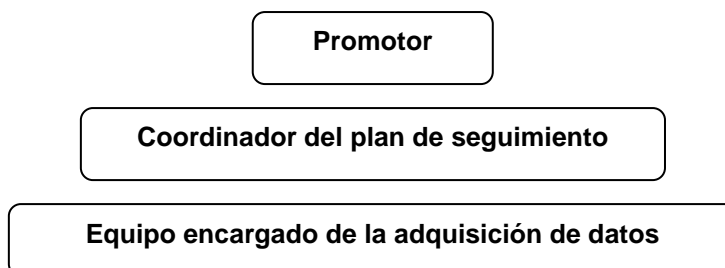 Promotor
Coordinador del plan de seguimiento
Equipo encargado de la adquisición de datos